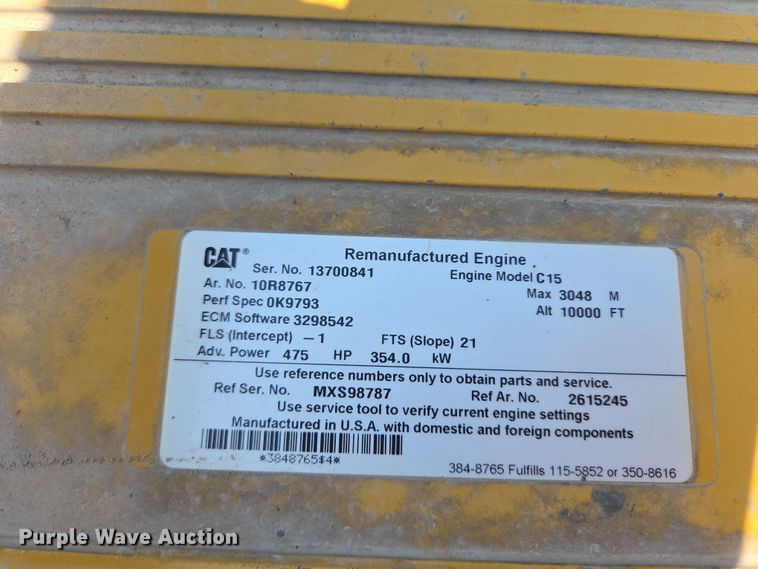 CAT® Remanufactured Engine
Ser. No. 13700841 Engine Model C15
Ar. No. 10R8767 Max 3048 M
Perf Spec 0K9793 Alt 10000 FT
ECM Software 3298542
FLS (Intercept) -1 FTS (Slope) 21
Adv. Power 475 HP 354.0 kW
Use reference numbers only to obtain parts and service.
Ref Ser. No. MXS98787 Ref Ar. No. 2615245
Use service tool to verify current engine settings
Manufactured in U.S.A. with domestic and foreign components
*3848765$4*
384-8765 Fulfills 115-5852 or 350-8616
Purple Wave Auction